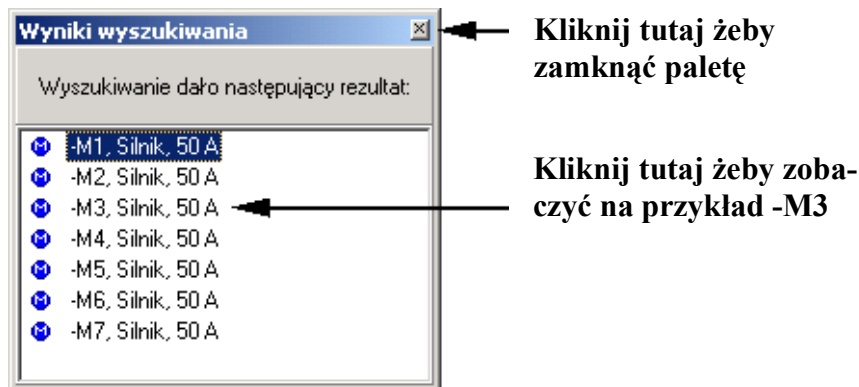 Wyniki wyszukiwania
Wyszukiwanie dało następujący rezultat:
-M1, Silnik, 50 A
-M2, Silnik, 50 A
-M3, Silnik, 50 A
-M4, Silnik, 50 A
-M5, Silnik, 50 A
-M6, Silnik, 50 A
-M7, Silnik, 50 A
Kliknij tutaj żeby
zamknąć paletę
Kliknij tutaj żeby zoba-
czyć na przykład -M3